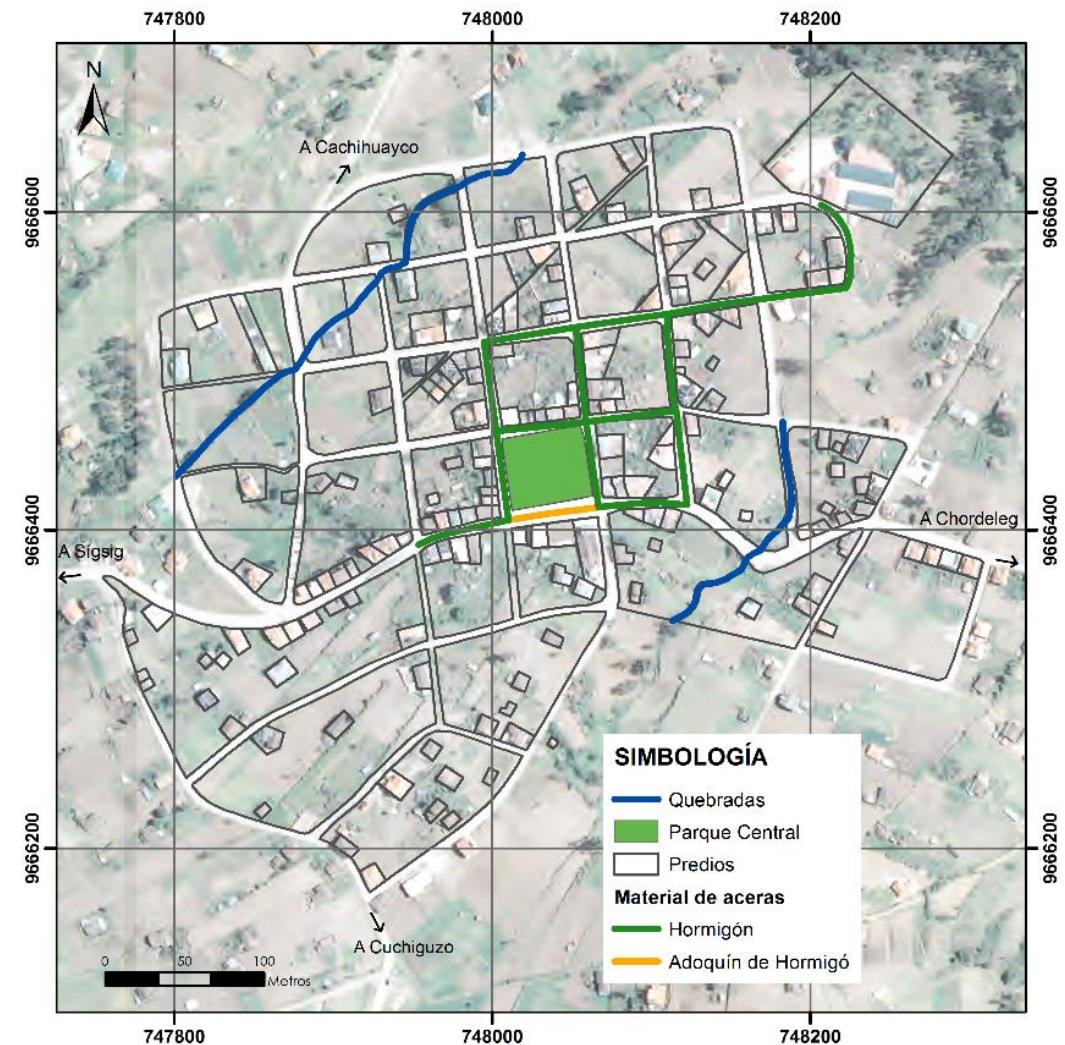 747800 748000 748200
N
A Cachihuayco
9666600 9666600
9666400 9666400
A Chordeleg
A Sigsig
SIMBOLOGÍA
Quebradas
Parque Central
9666200 9666200
Predios
Material de aceras
Hormigón
A Cuchiguzo
0 50 100
Metros
Adoquín de Hormigó
747800 748000 748200